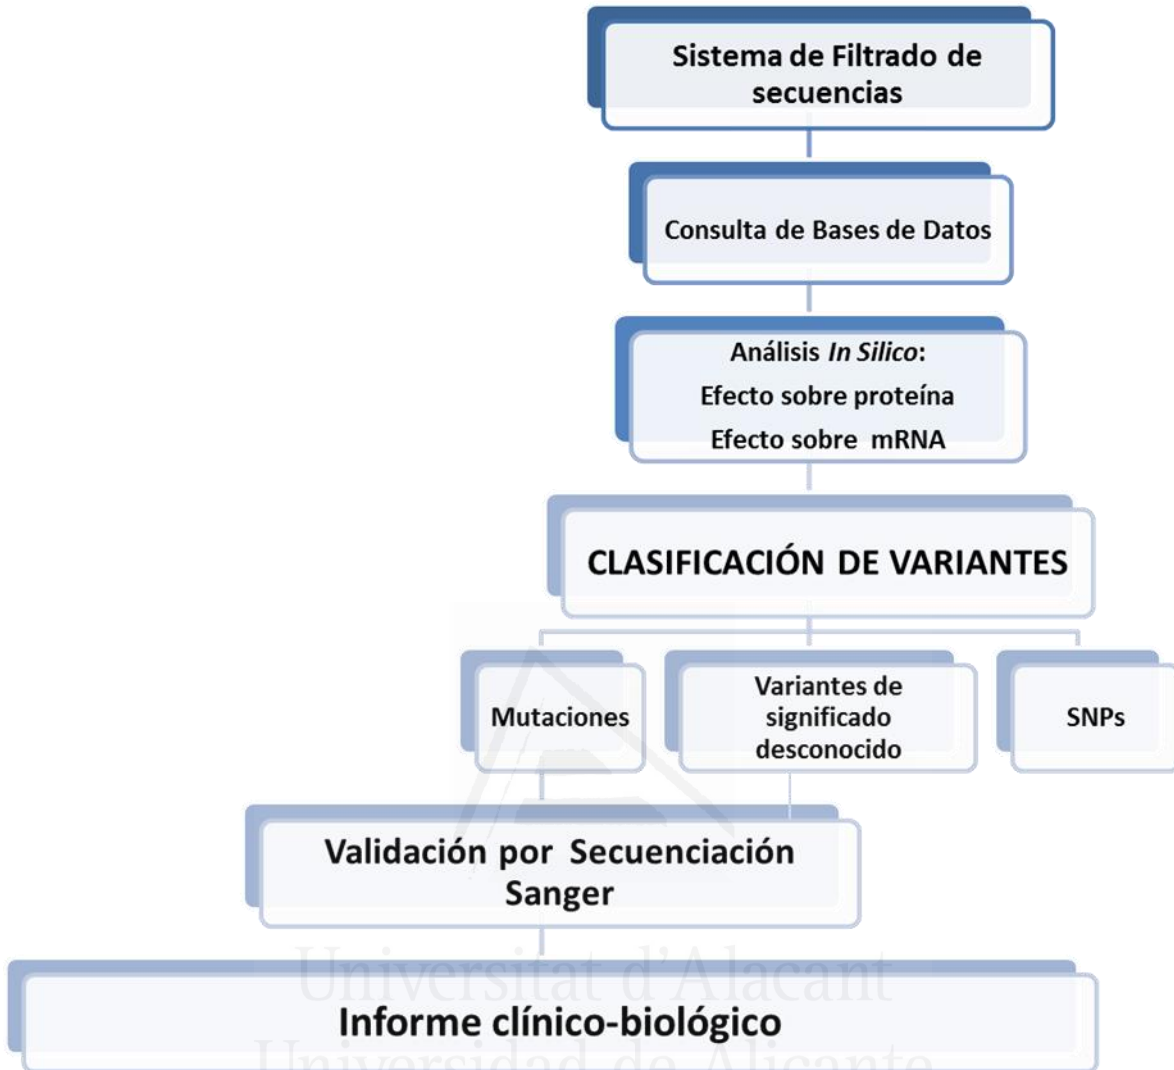 Sistema de Filtrado de
secuencias
Consulta de Bases de Datos
Análisis In Silico:
Efecto sobre proteína
Efecto sobre mRNA
CLASIFICACIÓN DE VARIANTES
Mutaciones
Variantes de
significado
desconocido
SNPs
Validación por Secuenciación
Sanger
Universitat d'Alacant
Informe clínico-biológico
Universidad de Alicante